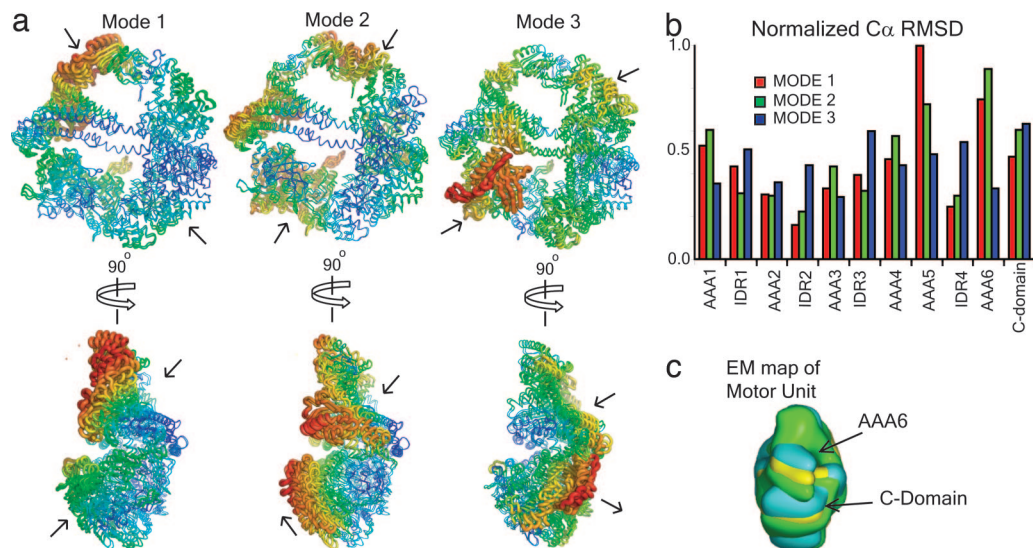 a
Mode 1
Mode 2
Mode 3
90°
90°
90°
b
Normalized Cα RMSD
1.0
0.5
0.0
MODE 1
MODE 2
MODE 3
AAA1
IDR1
AAA2
IDR2
AAA3
IDR3
AAA4
AAA5
IDR4
AAA6
C-domain
c
EM map of
Motor Unit
AAA6
C-Domain